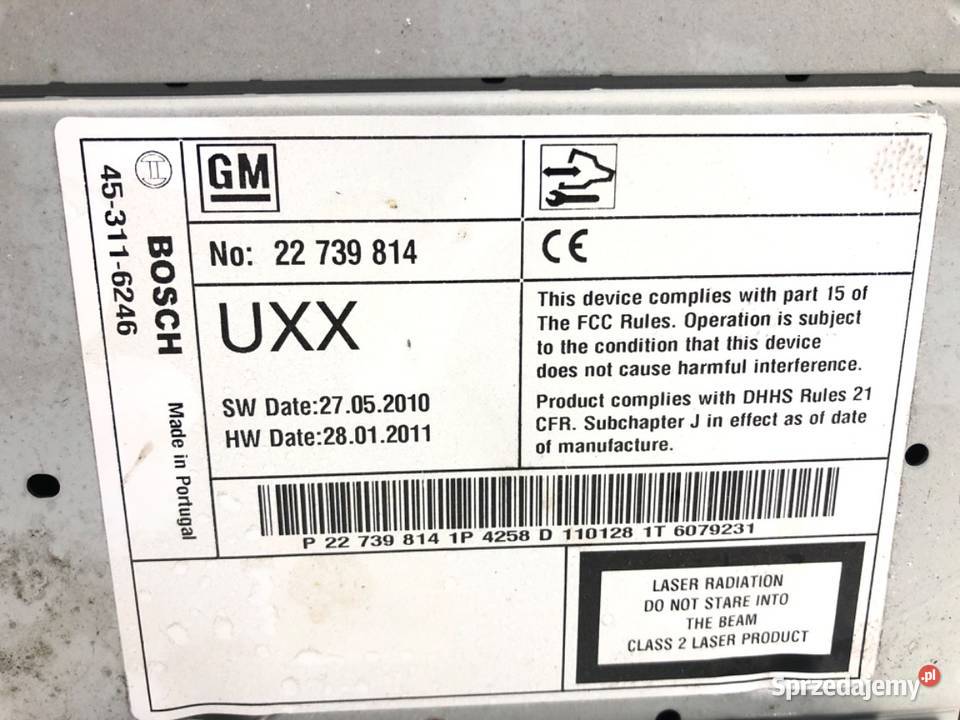 GM
No: 22 739 814
CE
UXX
SW Date:27.05.2010
HW Date:28.01.2011
This device complies with part 15 of
The FCC Rules. Operation is subject
to the condition that this device
does not cause harmful interference.
Product complies with DHHS Rules 21
CFR. Subchapter J in effect as of date
of manufacture.
BOSCH
Made in Portugal
45-311-6246
P 22 739 814 1P 4258 D 110128 1T 6079231
LASER RADIATION
DO NOT STARE INTO
THE BEAM
CLASS 2 LASER PRODUCT
Sprzedajemy.pl